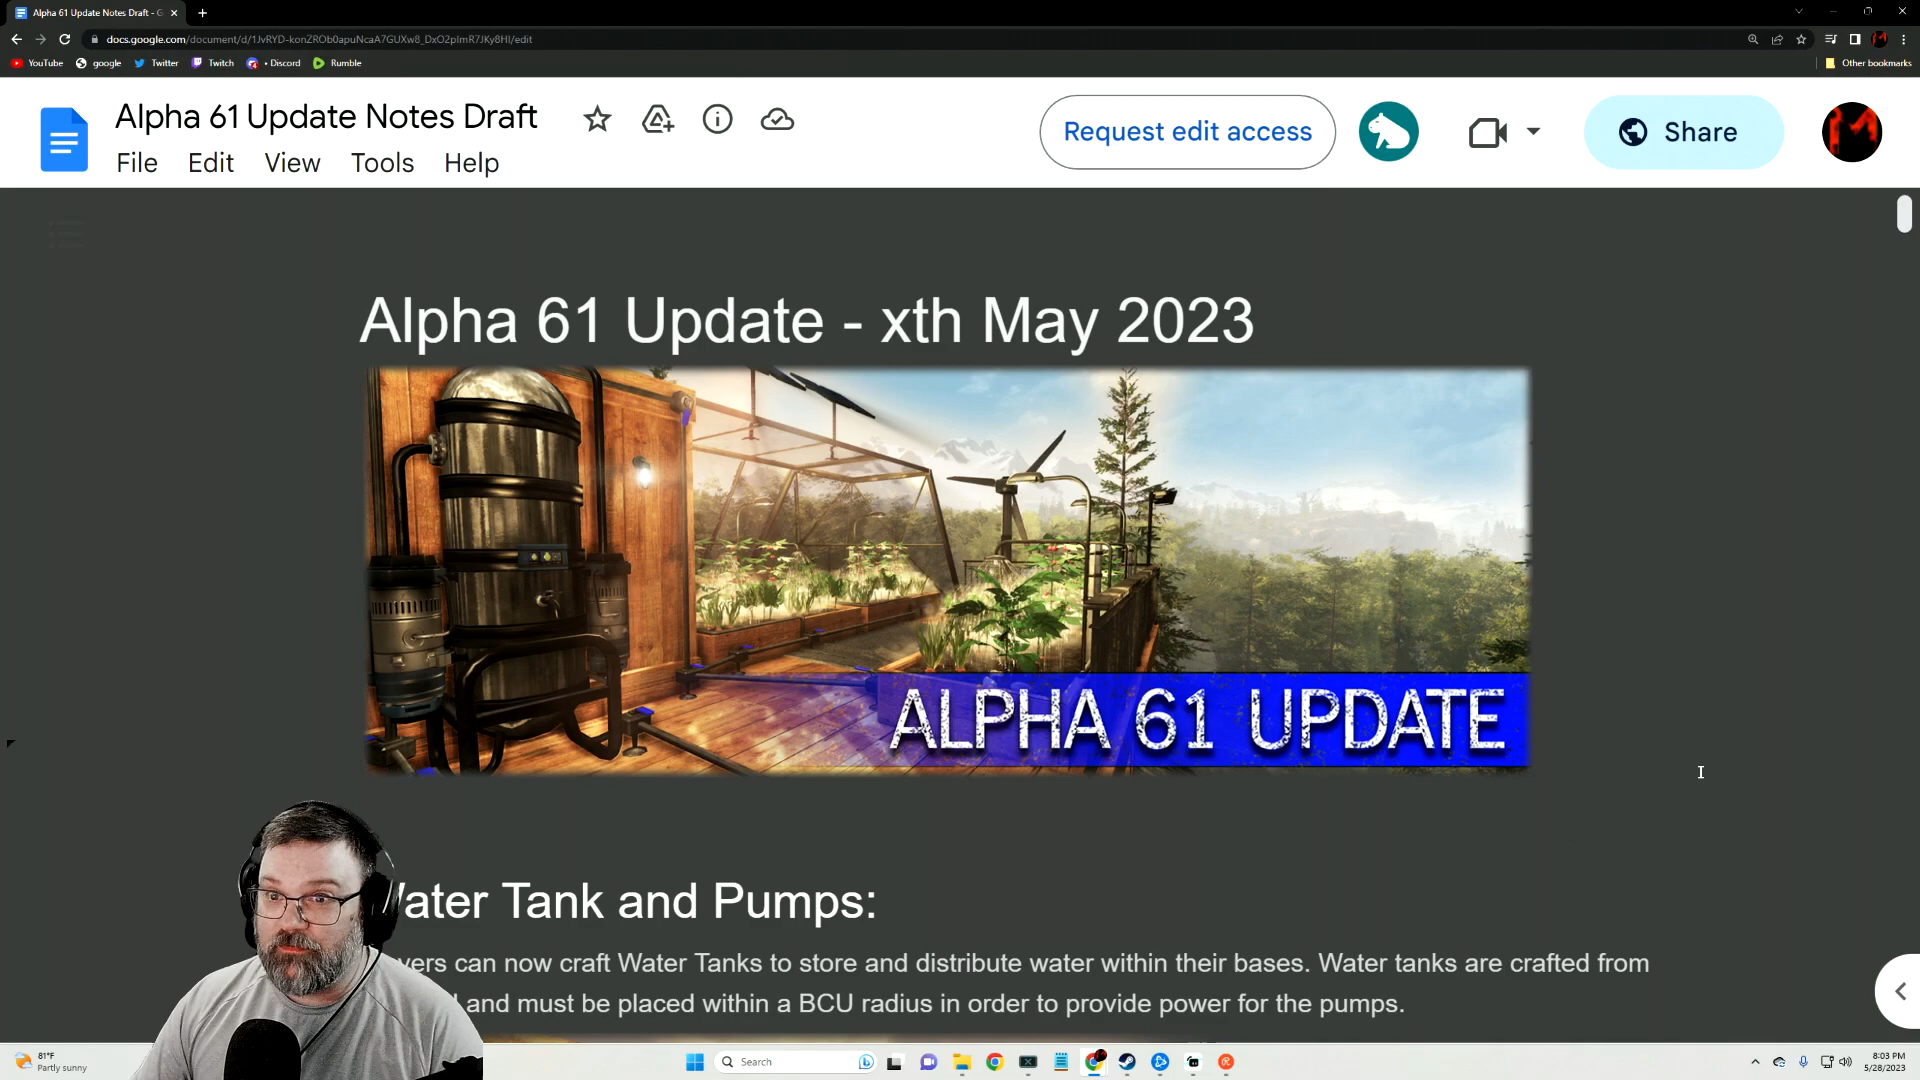 Alpha 61 Update Notes Draft - G
docs.google.com/document/d/1JvRYD-konZROb0apuNcaA7GUXw8_DxO2pImR7JKy8HI/edit
YouTube google Twitter Twitch • Discord Rumble Other bookmarks
Alpha 61 Update Notes Draft
File Edit View Tools Help
Request edit access
Share
Alpha 61 Update - xth May 2023
ALPHA 61 UPDATE
Water Tank and Pumps:
yers can now craft Water Tanks to store and distribute water within their bases. Water tanks are crafted from
and must be placed within a BCU radius in order to provide power for the pumps.
81°F
Partly sunny
Search
8:03 PM
5/28/2023